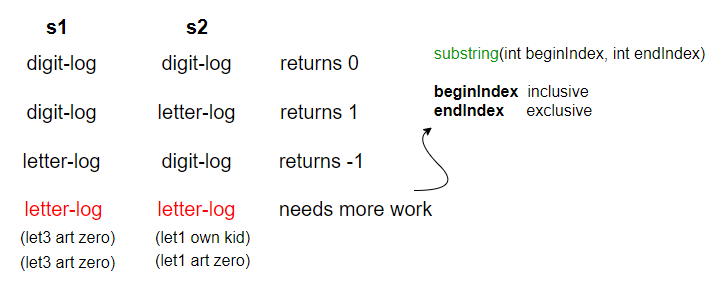 s1 s2
digit-log digit-log returns 0
digit-log letter-log returns 1
letter-log digit-log returns -1
letter-log letter-log needs more work
(let3 art zero) (let1 own kid)
(let3 art zero) (let1 art zero)
substring(int beginIndex, int endIndex)
beginIndex inclusive
endIndex exclusive